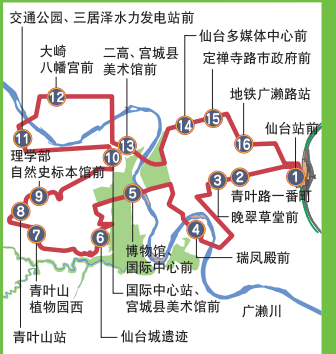 交通公园、三居泽水力发电站前
大崎
八幡宫前
二高、宫城县
美术馆前
仙台多媒体中心前
定禅寺路市政府前
地铁广濑路站
仙台站前
12
11
13
14
15
16
10
理学部
自然史标本馆前
9
8
7
6
5
4
3
2
1
青叶路一番町
晚翠草堂前
瑞凤殿前
博物馆、
国际中心前
国际中心站、
宫城县美术馆前
广濑川
青叶山
植物园西
青叶山站
仙台城遗迹